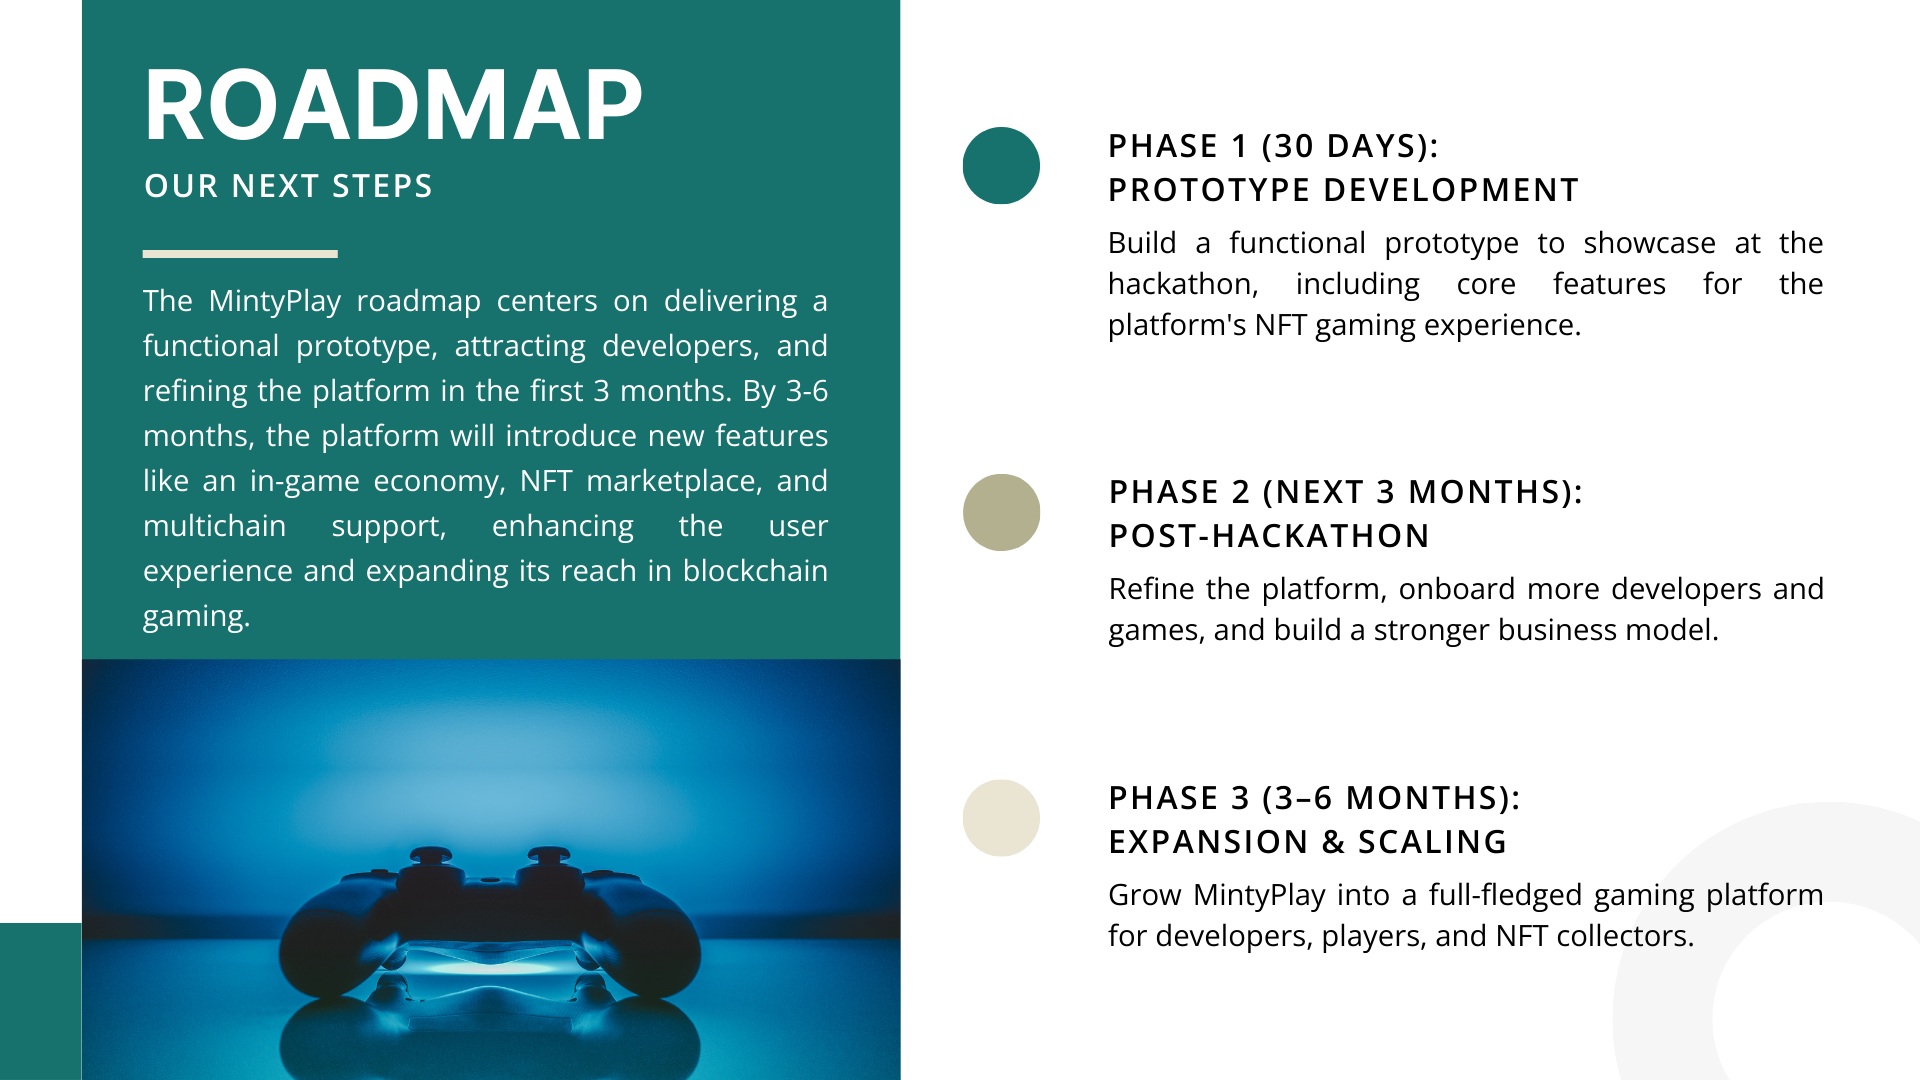 ROADMAP
OUR NEXT STEPS
The MintyPlay roadmap centers on delivering a
functional prototype, attracting developers, and
refining the platform in the first 3 months. By 3-6
months, the platform will introduce new features
like an in-game economy, NFT marketplace, and
multichain support, enhancing the user
experience and expanding its reach in blockchain
gaming.
PHASE 1 (30 DAYS):
PROTOTYPE DEVELOPMENT
Build a functional prototype to showcase at the
hackathon, including core features for the
platform's NFT gaming experience.
PHASE 2 (NEXT 3 MONTHS):
POST-HACKATHON
Refine the platform, onboard more developers and
games, and build a stronger business model.
PHASE 3 (3–6 MONTHS):
EXPANSION & SCALING
Grow MintyPlay into a full-fledged gaming platform
for developers, players, and NFT collectors.